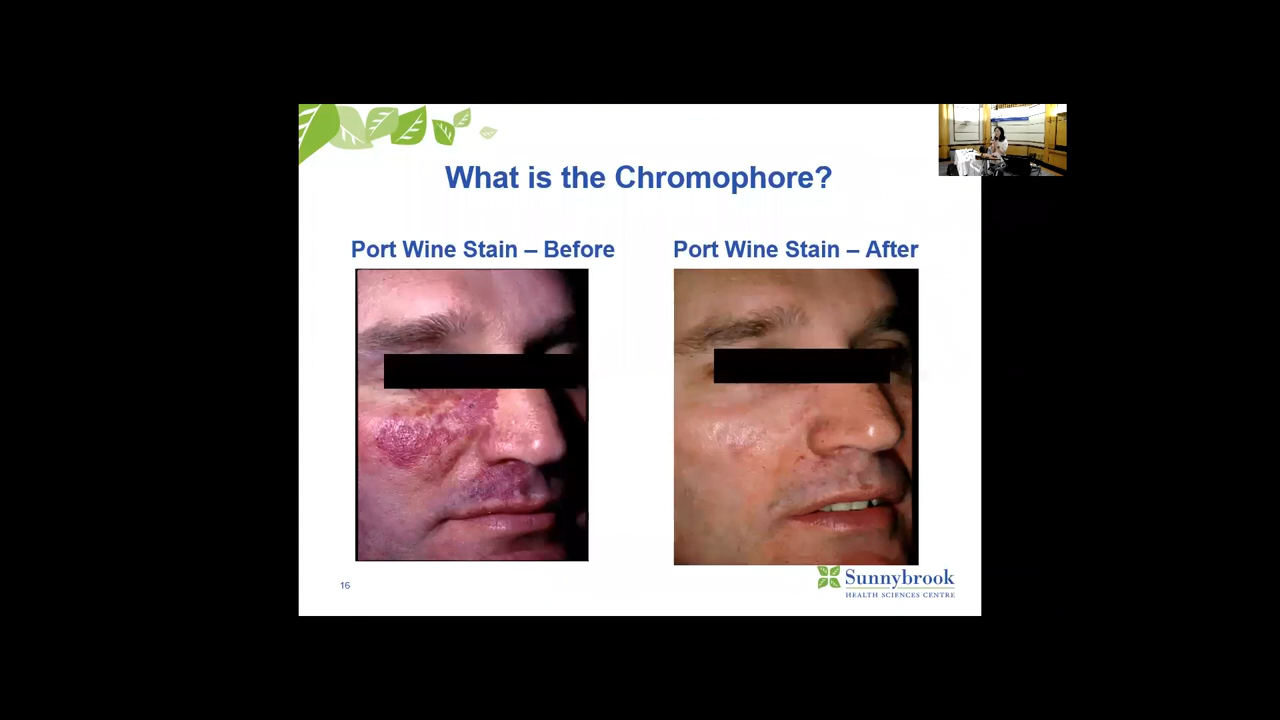 What is the Chromophore?
Port Wine Stain – Before
Port Wine Stain – After
16
Sunnybrook
HEALTH SCIENCES CENTRE